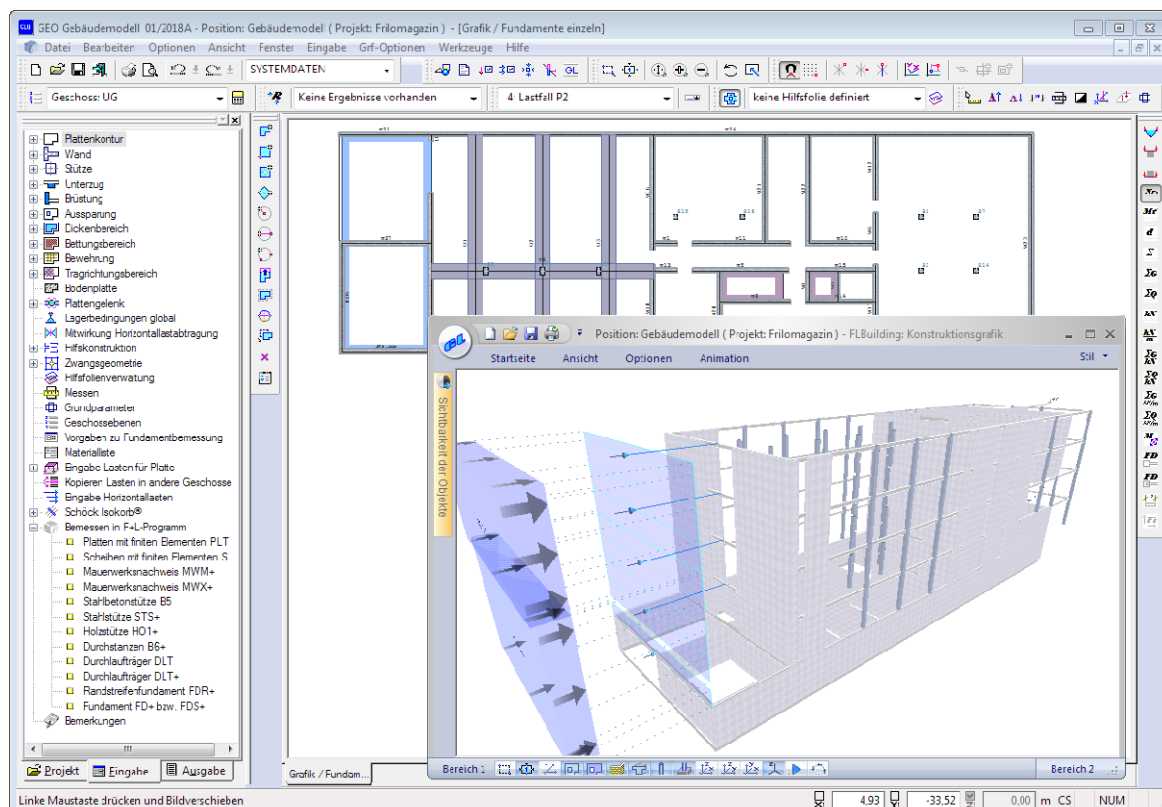 GEO Gebäudemodell 01/2018A - Position: Gebäudemodell ( Projekt: Frilomagazin ) - [Grafik / Fundamente einzeln]
Datei Bearbeiten Optionen Ansicht Fenster Eingabe Grf-Optionen Werkzeuge Hilfe
SYSTEMDATEN
Geschoss: UG
Keine Ergebnisse vorhanden
4: Lastfall P2
keine Hilfsfolie definiert
Plattenkontur
Wand
Stütze
Unterzug
Brüstung
Aussparung
Dickenbereich
Bettungsbereich
Bewehrung
Tragrichtungsbereich
Bodenplatte
Plattengelenk
Lagerbedingungen global
Mitwirkung Horizontallastabtragung
Hilfskonstruktion
Zwangsgeometrie
Hilfsfolienverwaltung
Messen
Grundparameter
Geschossebenen
Vorgaben zu Fundamentbemessung
Materialliste
Eingabe Lasten für Platte
Kopieren Lasten in andere Geschosse
Eingabe Horizontallasten
Schöck Isokorb®
Bemessen in F+L-Programm
Platten mit finiten Elementen PLT
Scheiben mit finiten Elementen S
Mauerwerksnachweis MWM+
Mauerwerksnachweis MWX+
Stahlbetonstütze B5
Stahlstütze STS+
Holzstütze HO1+
Durchstanzen B6+
Durchlaufträger DLT
Durchlaufträger DLT+
Randstreifenfundament FDR+
Fundament FD+ bzw. FDS+
Bemerkungen
Projekt Eingabe Ausgabe
Grafik / Fundam...
Position: Gebäudemodell ( Projekt: Frilomagazin ) - FLBuilding: Konstruktionsgrafik
Startseite Ansicht Optionen Animation Stil
Sichtbarkeit der Objekte
Bereich 1
Bereich 2
Linke Maustaste drücken und Bildverschieben
4,93 -33,52 0,00 m CS NUM